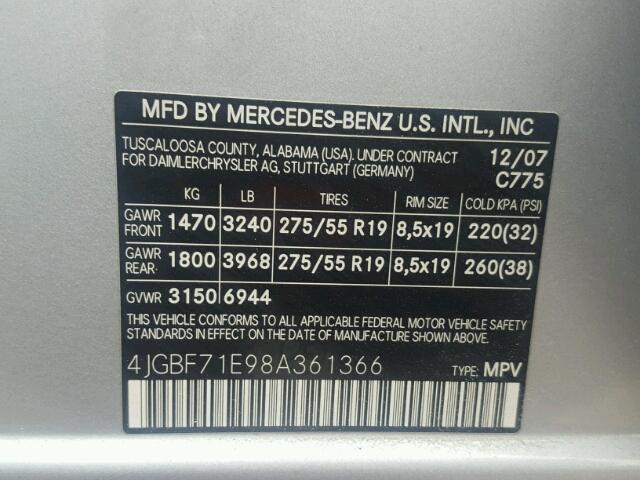 MFD BY MERCEDES-BENZ U.S. INTL., INC
TUSCALOOSA COUNTY, ALABAMA (USA). UNDER CONTRACT 12/07
FOR DAIMLERCHRYSLER AG, STUTTGART (GERMANY) C775
KG LB TIRES RIM SIZE COLD KPA (PSI)
GAWR FRONT 1470 3240 275/55 R19 8,5x19 220(32)
GAWR REAR 1800 3968 275/55 R19 8,5x19 260(38)
GVWR 3150 6944
THIS VEHICLE CONFORMS TO ALL APPLICABLE FEDERAL MOTOR VEHICLE SAFETY
STANDARDS IN EFFECT ON THE DATE OF MANUFACTURE SHOWN ABOVE.
4JGBF71E98A361366 TYPE: MPV